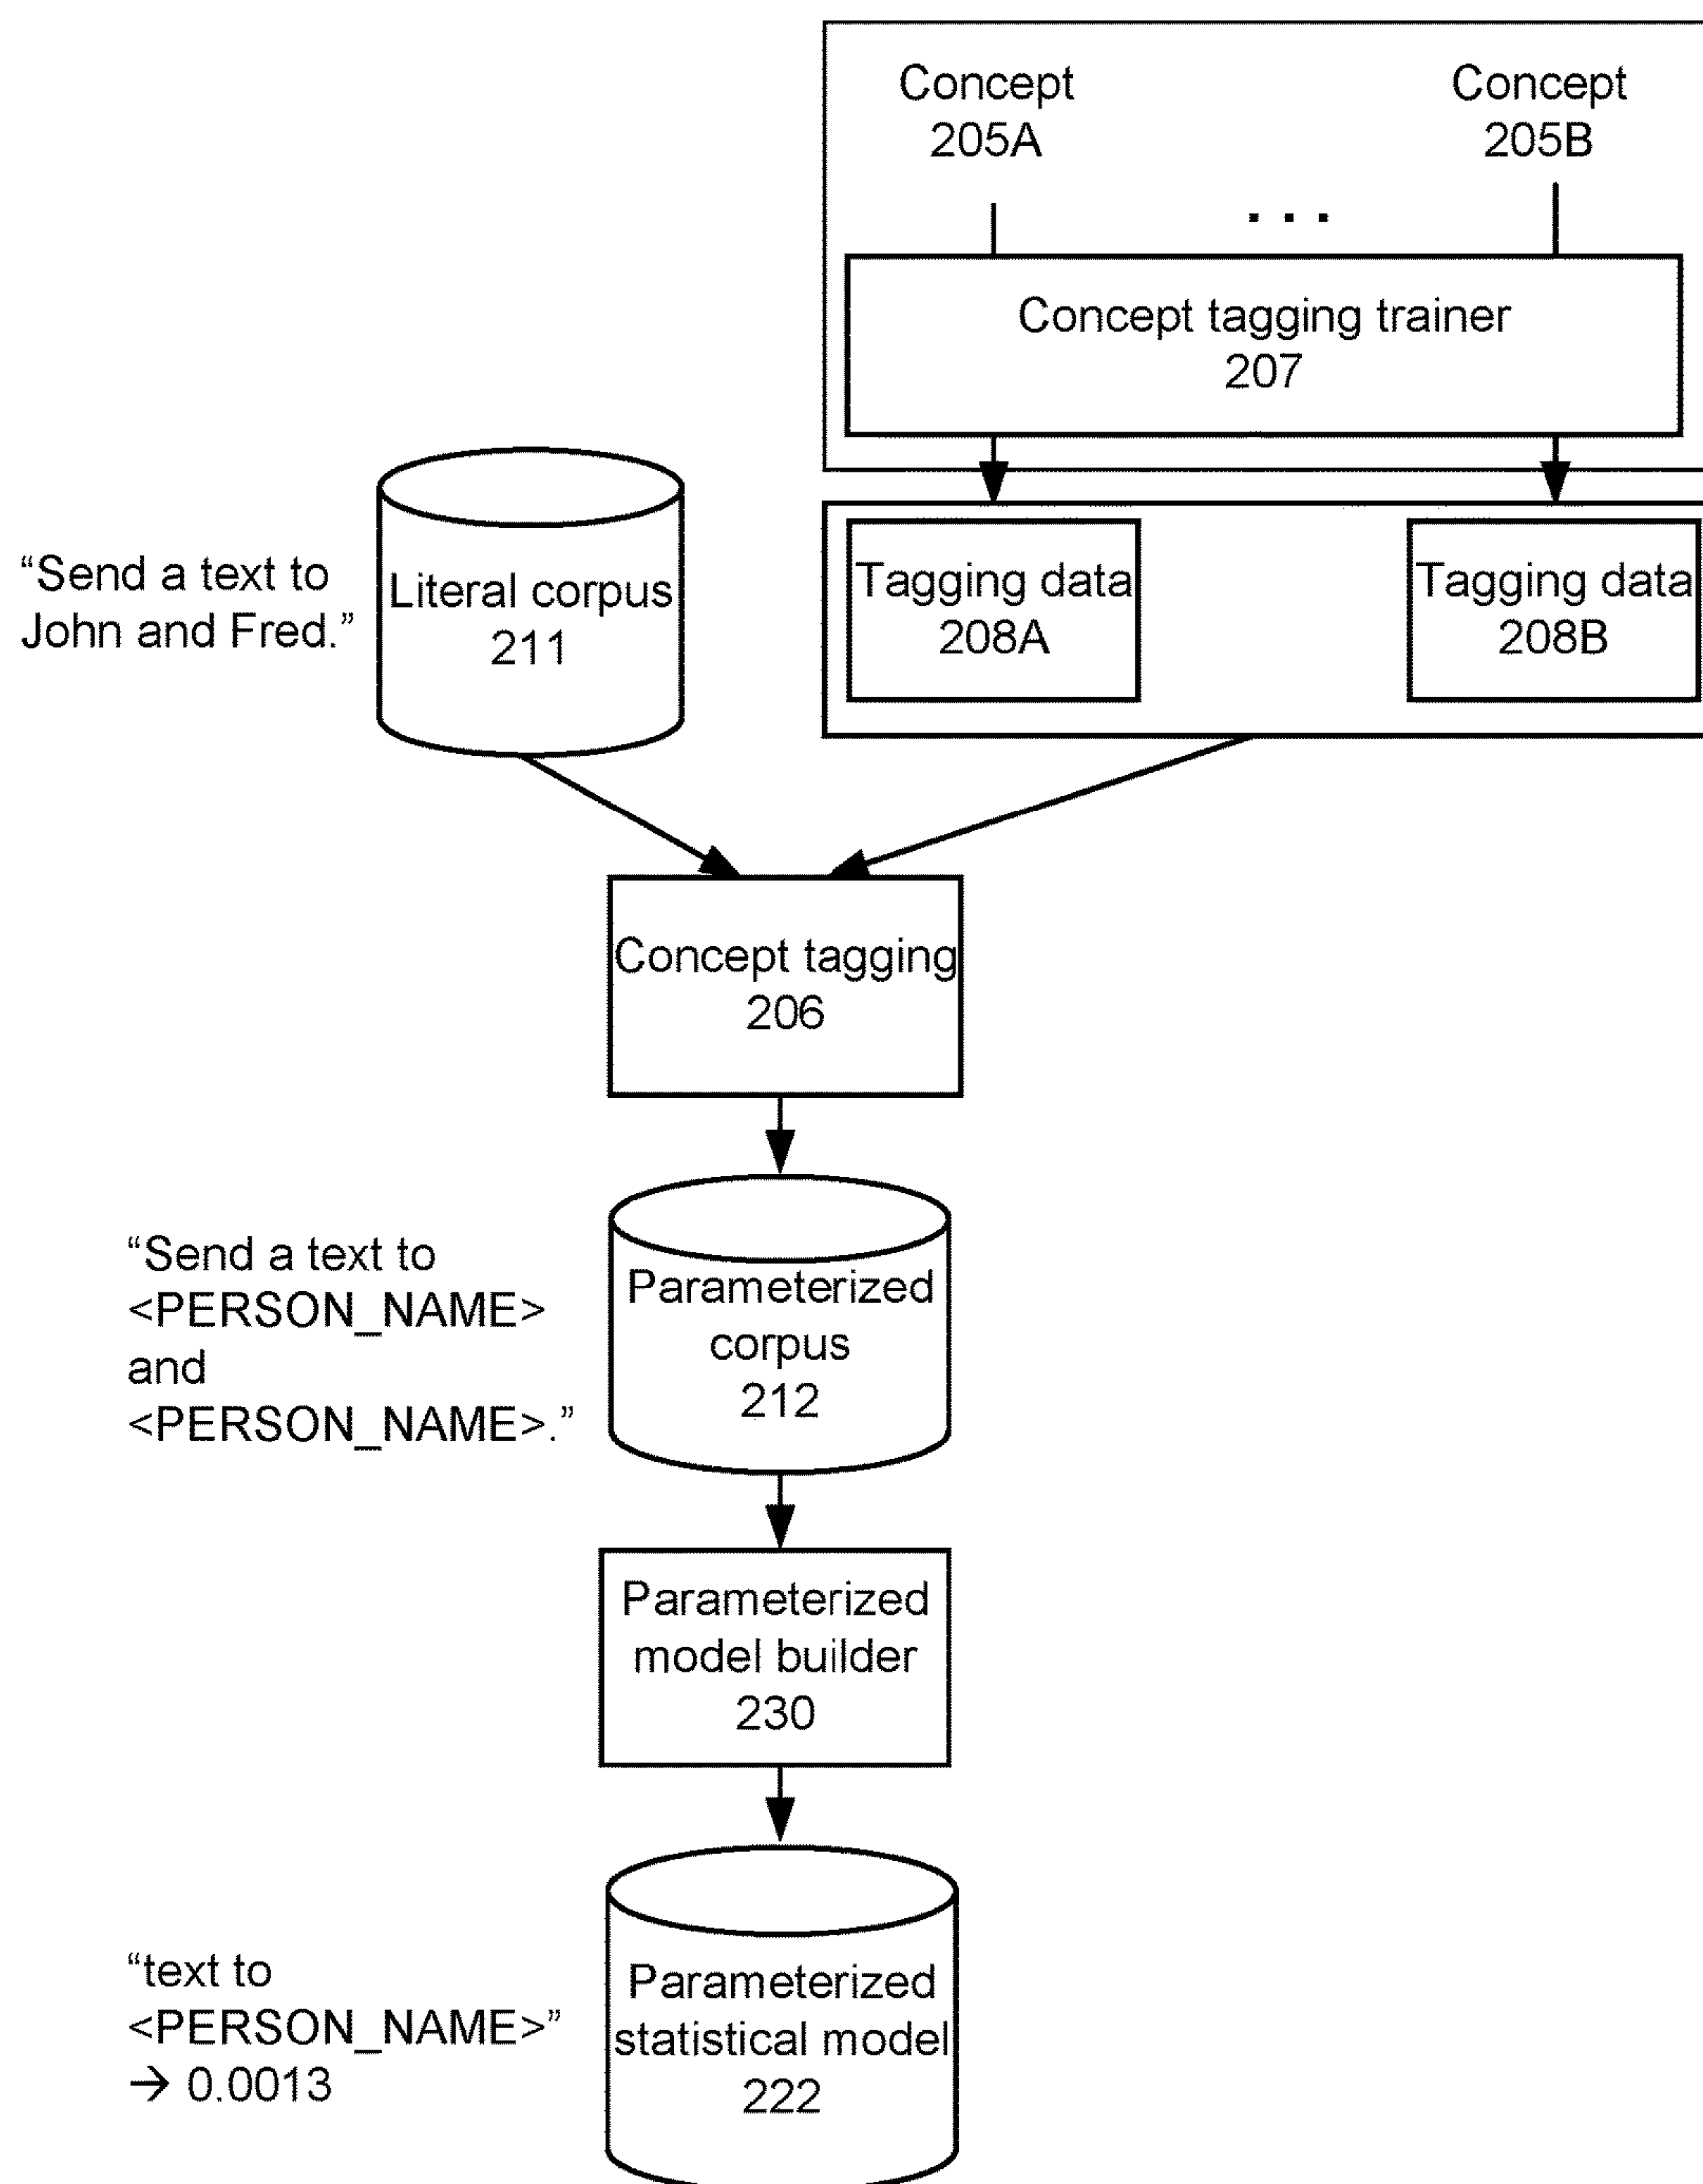 Concept
205A
Concept
205B
. . .
Concept tagging trainer
207
“Send a text to
John and Fred.”
Literal corpus
211
Tagging data
208A
Tagging data
208B
Concept tagging
206
“Send a text to
<PERSON_NAME>
and
<PERSON_NAME>.”
Parameterized
corpus
212
Parameterized
model builder
230
“text to
<PERSON_NAME>”
→ 0.0013
Parameterized
statistical model
222